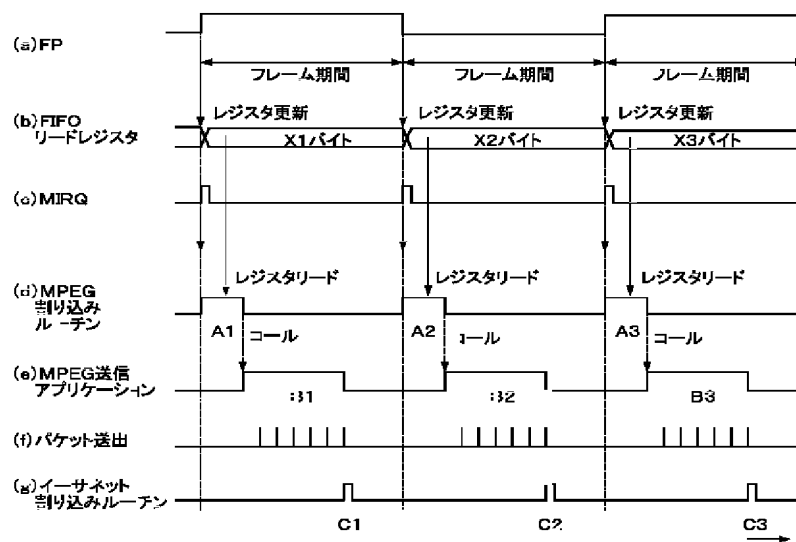 (a)FP
フレーム期間 フレーム期間 フレーム期間
レジスタ更新 レジスタ更新 レジスタ更新
(b)FIFO
リードレジスタ
X1バイト X2バイト X3バイト
(c)MIRQ
レジスタリード レジスタリード レジスタリード
(d)MPEG
割り込み
ルーチン
A1 コール A2 コール A3 コール
(e)MPEG送信
アプリケーション
B1 B2 B3
(f)パケット送出
(g)イーサネット
割り込みルーチン
C1 C2 C3